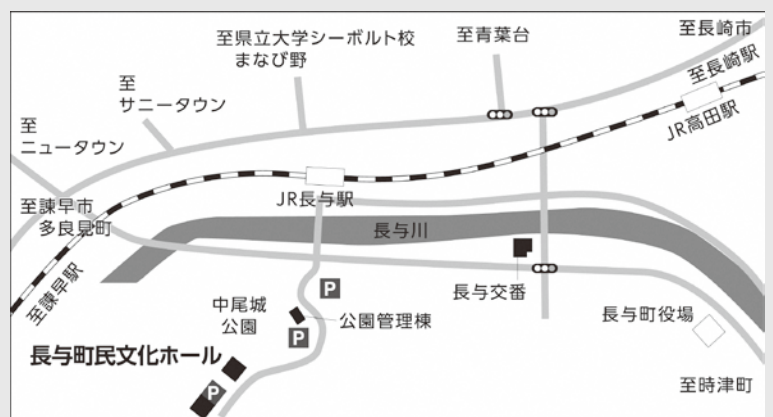 至長崎市
至県立大学シーボルト校
まなび野
至青葉台
至長崎駅
至
サニータウン
JR高田駅
至
ニュータウン
JR長与駅
至諫早市
多良見町
長与川
至諫早駅
長与交番
P
中尾城
公園
公園管理棟
P
長与町役場
長与町民文化ホール
P
至時津町